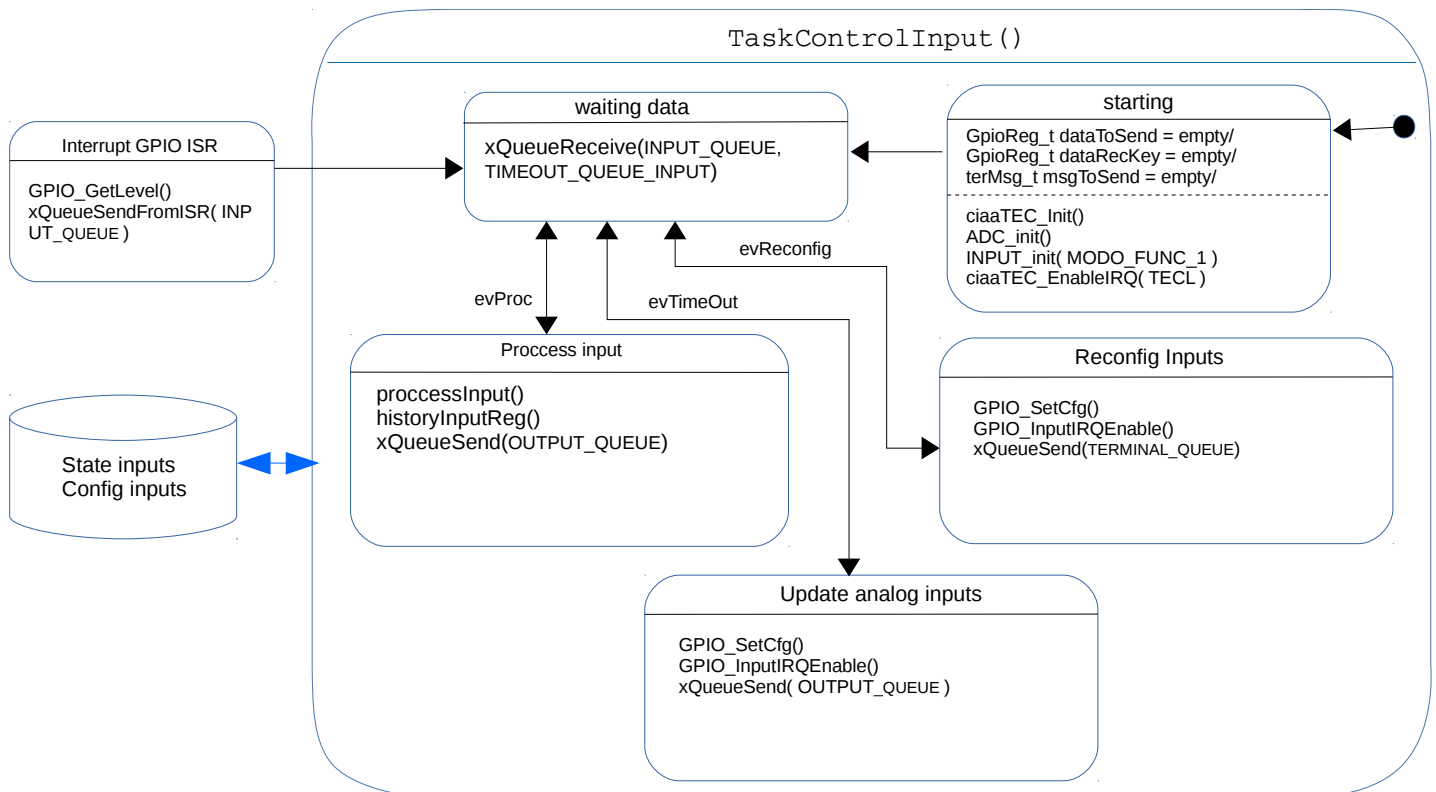 TaskControlInput()
Interrupt GPIO ISR
GPIO_GetLevel()
xQueueSendFromISR( INP
UT_QUEUE )
waiting data
xQueueReceive(INPUT_QUEUE,
TIMEOUT_QUEUE_INPUT)
starting
GpioReg_t dataToSend = empty/
GpioReg_t dataRecKey = empty/
terMsg_t msgToSend = empty/
ciaaTEC_Init()
ADC_init()
INPUT_init( MODO_FUNC_1 )
ciaaTEC_EnableIRQ( TECL )
evReconfig
evProc
evTimeOut
Proccess input
proccessInput()
historyInputReg()
xQueueSend(OUTPUT_QUEUE)
Reconfig Inputs
GPIO_SetCfg()
GPIO_InputIRQEnable()
xQueueSend(TERMINAL_QUEUE)
State inputs
Config inputs
Update analog inputs
GPIO_SetCfg()
GPIO_InputIRQEnable()
xQueueSend( OUTPUT_QUEUE )